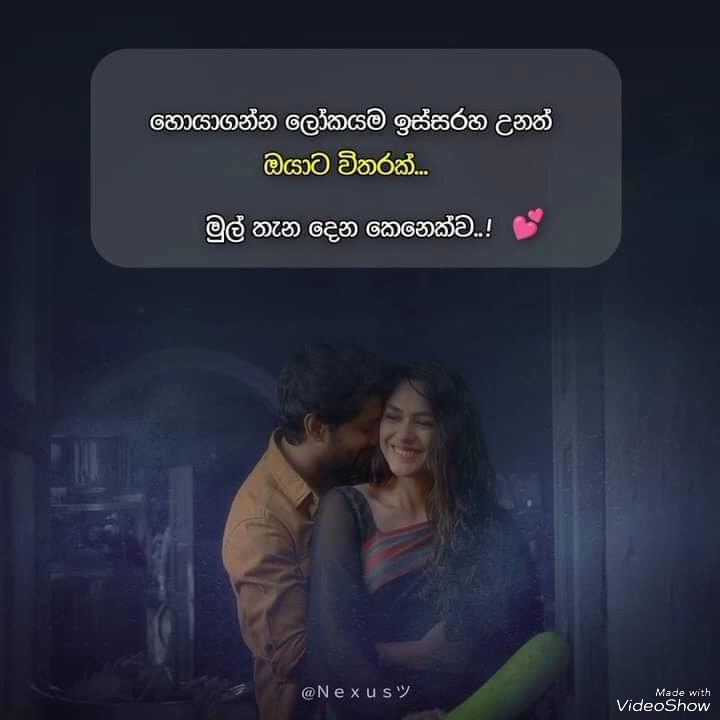 හොයාගන්න ලෝකයම ඉස්සරහ උනත්
ඔයාට විතරක්...
මුල් තැන දෙන කෙනෙක්ව..! 💕
@Nexusツ
Made with
VideoShow